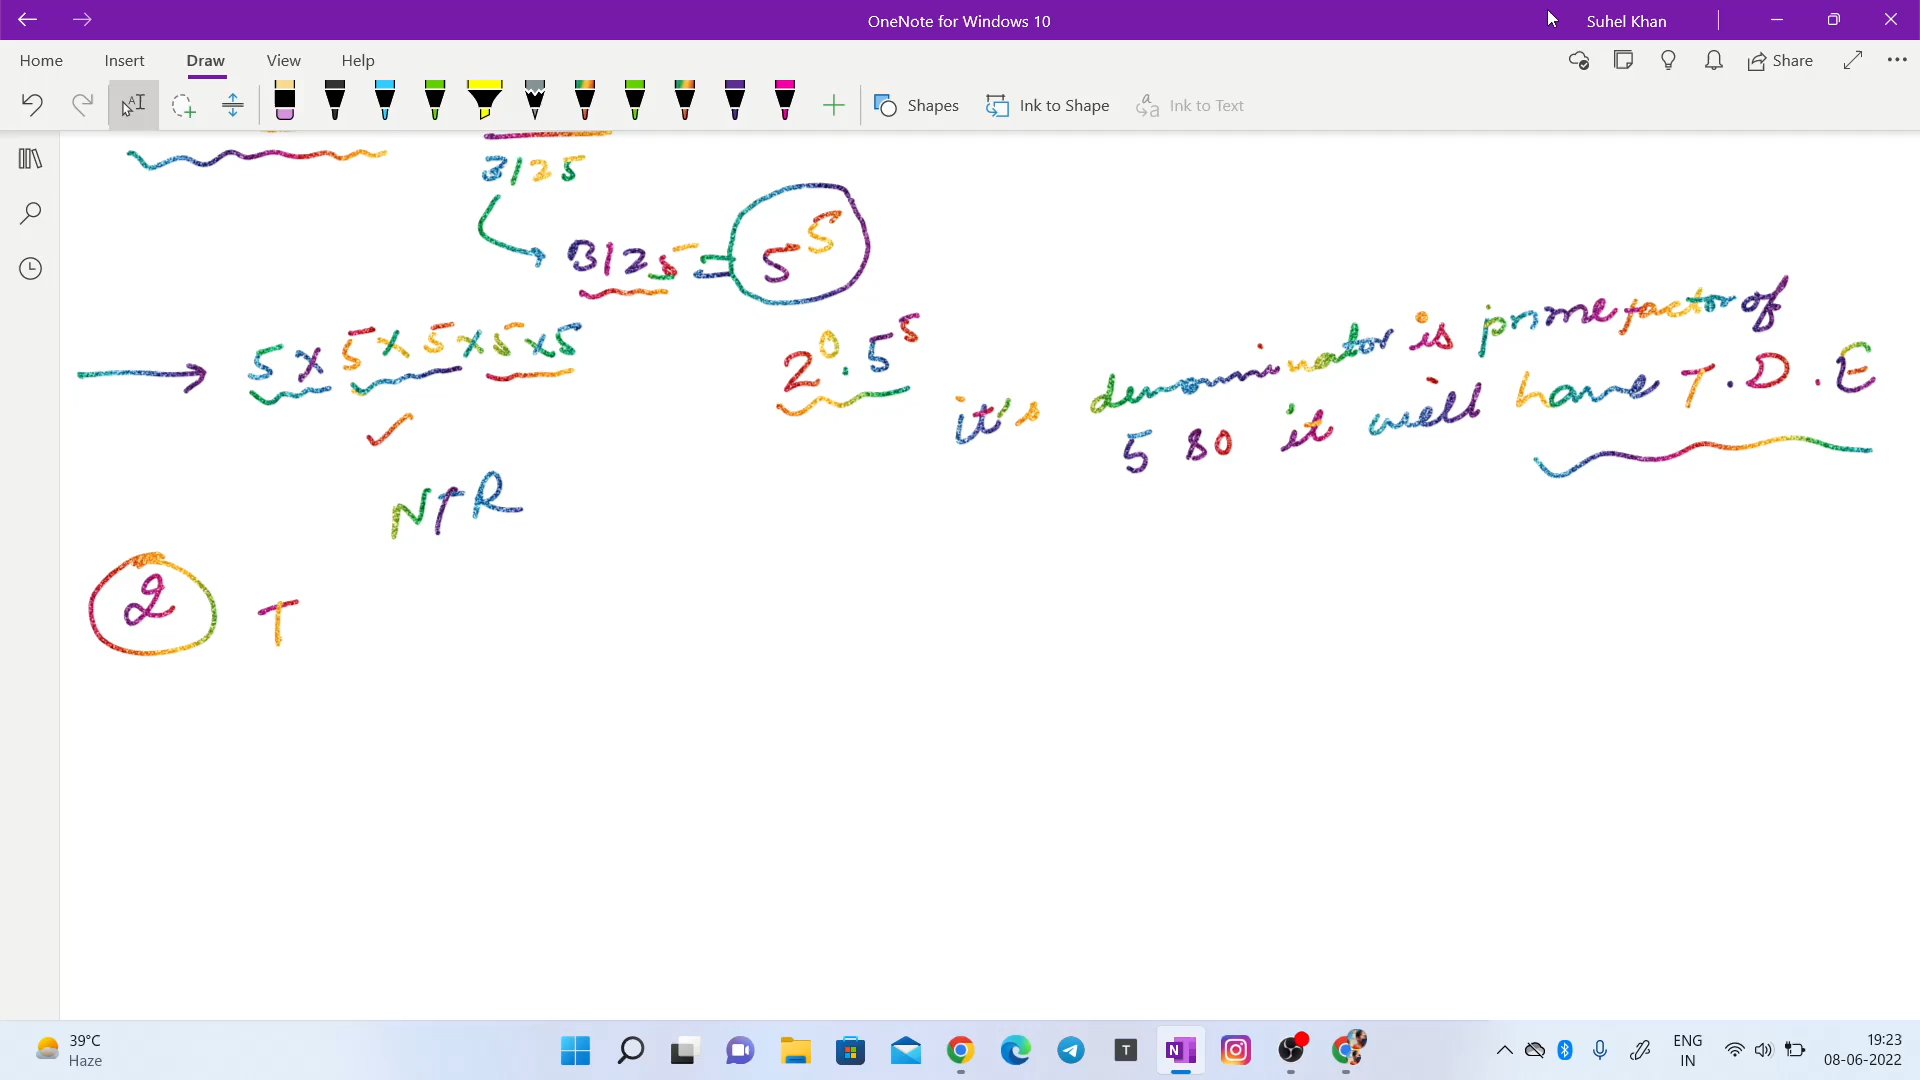 OneNote for Windows 10
Suhel Khan
Home Insert Draw View Help
Share
Shapes Ink to Shape Ink to Text
3125
3125 = 5^5
5 x 5 x 5 x 5 x 5
2^0 . 5^5
it's denominator is prime factor of
5 so it will have T.D.E
NTR
2 T
39°C
Haze
ENG
IN
19:23
08-06-2022